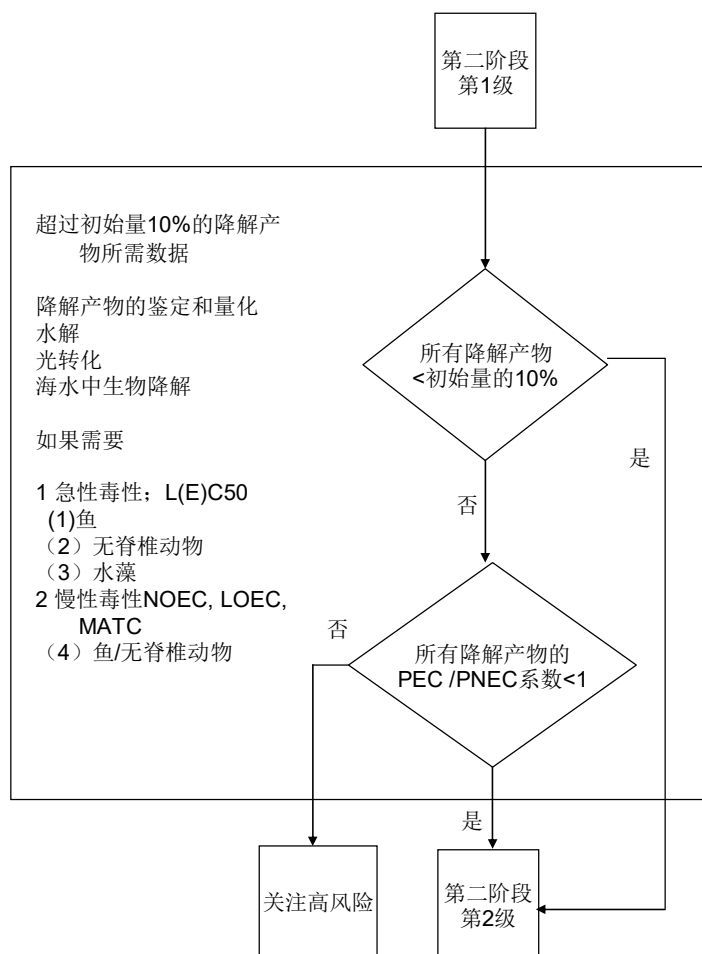 第二阶段
第1级
超过初始量10%的降解产
物所需数据
降解产物的鉴定和量化
水解
光转化
海水中生物降解
如果需要
1 急性毒性；L(E)C50
(1)鱼
（2）无脊椎动物
（3）水藻
2 慢性毒性NOEC, LOEC,
MATC
（4）鱼/无脊椎动物
所有降解产物
<初始量的10%
是
否
所有降解产物的
PEC /PNEC系数<1
否
是
关注高风险
第二阶段
第2级